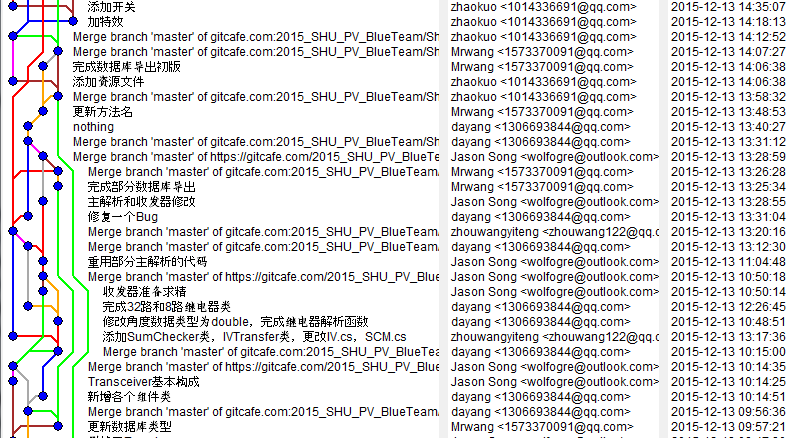 添加开关 zhaokuo <1014336691@qq.com> 2015-12-13 14:35:07
加特效 zhaokuo <1014336691@qq.com> 2015-12-13 14:18:13
Merge branch 'master' of gitcafe.com:2015_SHU_PV_BlueTeam/Sh zhaokuo <1014336691@qq.com> 2015-12-13 14:12:52
Merge branch 'master' of gitcafe.com:2015_SHU_PV_BlueTeam/Sh Mrwang <1573370091@qq.com> 2015-12-13 14:07:27
完成数据库导出初版 Mrwang <1573370091@qq.com> 2015-12-13 14:06:38
添加资源文件 zhaokuo <1014336691@qq.com> 2015-12-13 14:06:38
Merge branch 'master' of gitcafe.com:2015_SHU_PV_BlueTeam/Sh zhaokuo <1014336691@qq.com> 2015-12-13 13:58:32
更新方法名 Mrwang <1573370091@qq.com> 2015-12-13 13:48:53
nothing dayang <1306693844@qq.com> 2015-12-13 13:40:27
Merge branch 'master' of gitcafe.com:2015_SHU_PV_BlueTeam/Sh dayang <1306693844@qq.com> 2015-12-13 13:31:12
Merge branch 'master' of https://gitcafe.com/2015_SHU_PV_BlueTe Jason Song <wolfogre@outlook.com> 2015-12-13 13:28:59
Merge branch 'master' of gitcafe.com:2015_SHU_PV_BlueTeam Mrwang <1573370091@qq.com> 2015-12-13 13:26:28
完成部分数据库导出 Mrwang <1573370091@qq.com> 2015-12-13 13:25:34
主解析和收发器修改 Jason Song <wolfogre@outlook.com> 2015-12-13 13:28:55
修复一个Bug dayang <1306693844@qq.com> 2015-12-13 13:31:04
Merge branch 'master' of gitcafe.com:2015_SHU_PV_BlueTeam zhouwangyiteng <zhouwang122@qq.c 2015-12-13 13:20:16
Merge branch 'master' of gitcafe.com:2015_SHU_PV_BlueTeam dayang <1306693844@qq.com> 2015-12-13 13:12:30
重用部分主解析的代码 Jason Song <wolfogre@outlook.com> 2015-12-13 11:04:48
Merge branch 'master' of https://gitcafe.com/2015_SHU_PV_Blue Jason Song <wolfogre@outlook.com> 2015-12-13 10:50:18
收发器准备求精 Jason Song <wolfogre@outlook.com> 2015-12-13 10:50:14
完成32路和8路继电器类 dayang <1306693844@qq.com> 2015-12-13 12:26:45
修改角度数据类型为double，完成继电器解析函数 dayang <1306693844@qq.com> 2015-12-13 10:48:51
添加SumChecker类，IVTransfer类，更改IV.cs，SCM.cs zhouwangyiteng <zhouwang122@qq.c 2015-12-13 13:17:36
Merge branch 'master' of gitcafe.com:2015_SHU_PV_BlueTea dayang <1306693844@qq.com> 2015-12-13 10:15:00
Merge branch 'master' of https://gitcafe.com/2015_SHU_PV_Blue Jason Song <wolfogre@outlook.com> 2015-12-13 10:14:35
Transceiver基本构成 Jason Song <wolfogre@outlook.com> 2015-12-13 10:14:25
新增各个组件类 dayang <1306693844@qq.com> 2015-12-13 10:14:51
Merge branch 'master' of gitcafe.com:2015_SHU_PV_BlueTeam/ dayang <1306693844@qq.com> 2015-12-13 09:56:36
更新数据库类型 Mrwang <1573370091@qq.com> 2015-12-13 09:57:21